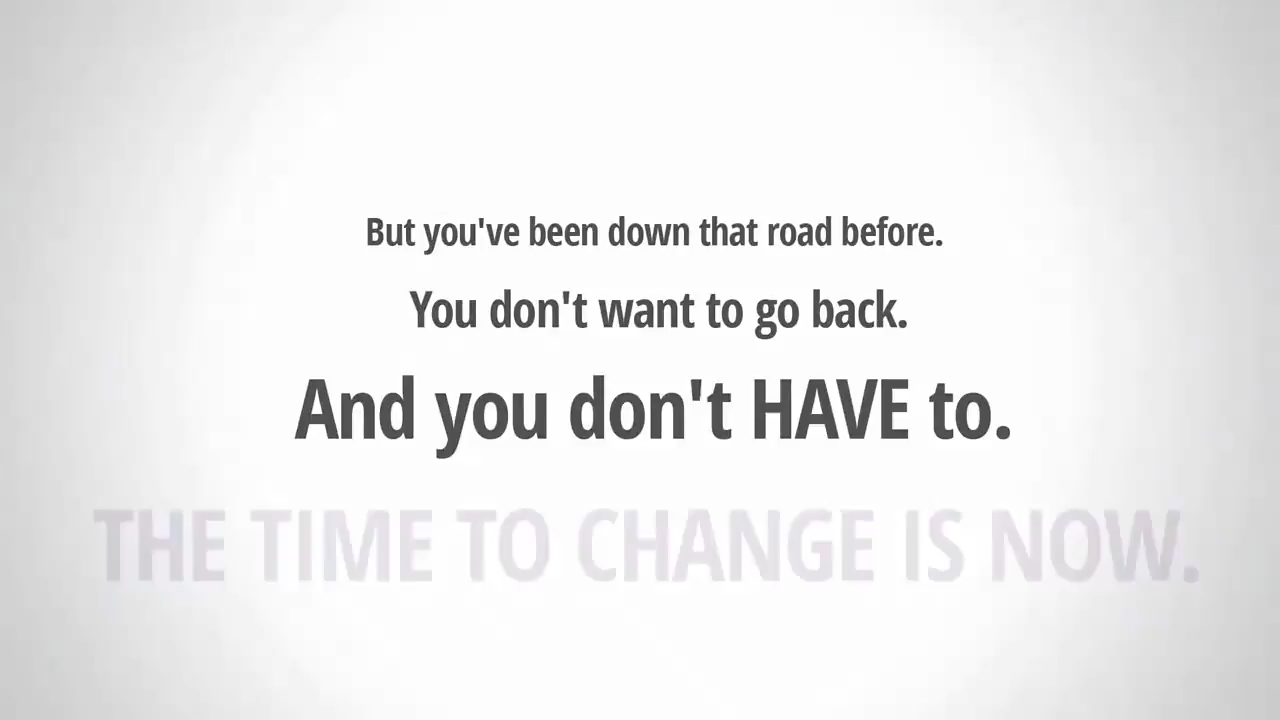 But you've been down that road before.
You don't want to go back.
And you don't HAVE to.
THE TIME TO CHANGE IS NOW.